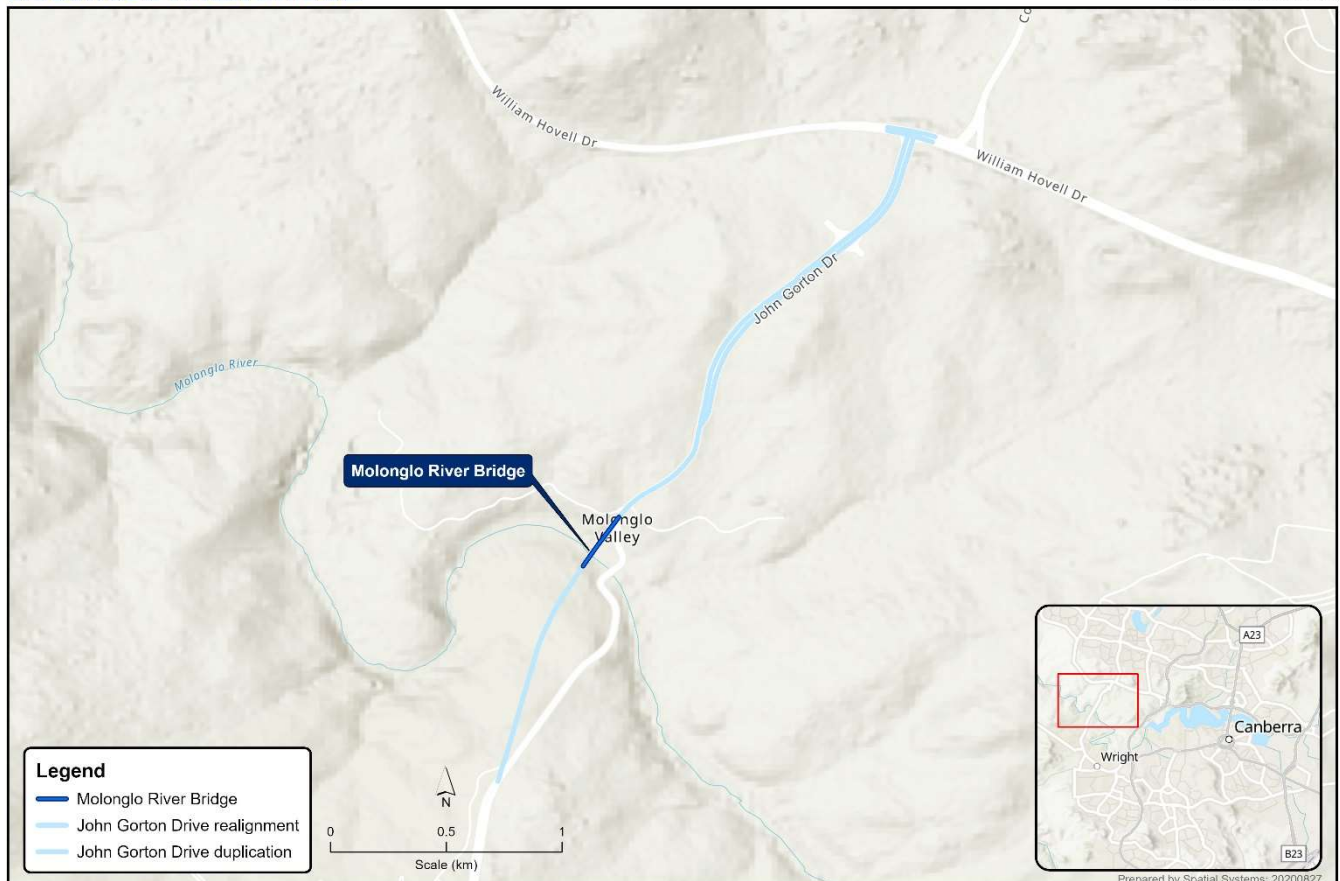 Co
William Hovell Dr
William Hovell Dr
John Gorton Dr
Molonglo River
Molonglo River Bridge
Molonglo
Valley
A23
Canberra
Wright
B23
Legend
Molonglo River Bridge
John Gorton Drive realignment
John Gorton Drive duplication
N
0 0.5 1
Scale (km)
Prepared by Spatial Systems: 20200827